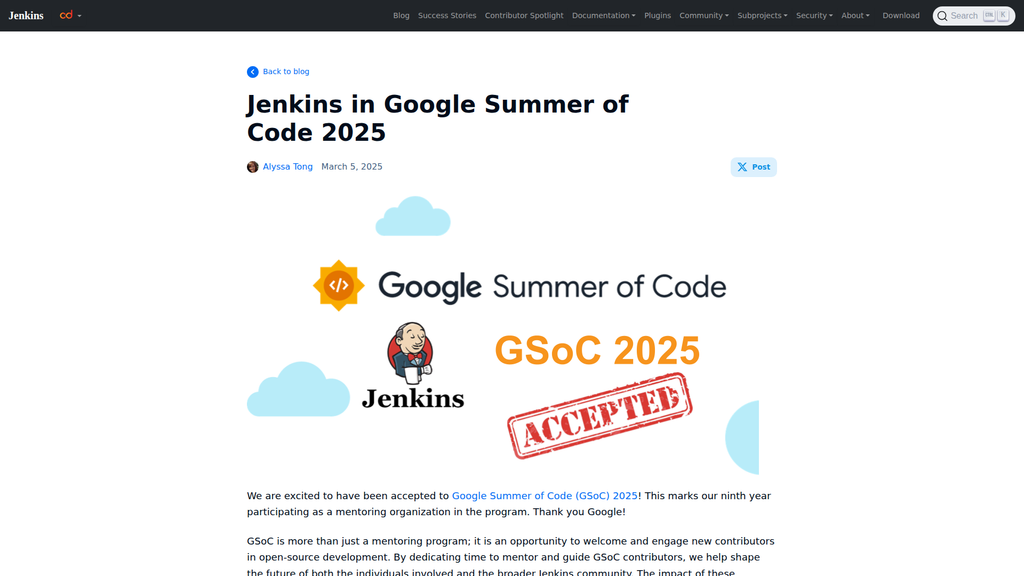 Jenkins
cd
Blog Success Stories Contributor Spotlight Documentation Plugins Community Subprojects Security About Download
Search K
Back to blog
Jenkins in Google Summer of
Code 2025
Alyssa Tong March 5, 2025
Post
</>
Google Summer of Code
GSoC 2025
Jenkins
ACCEPTED
We are excited to have been accepted to Google Summer of Code (GSoC) 2025! This marks our ninth year
participating as a mentoring organization in the program. Thank you Google!
GSoC is more than just a mentoring program; it is an opportunity to welcome and engage new contributors
in open-source development. By dedicating time to mentor and guide GSoC contributors, we help shape
the future of both the individuals involved and the broader Jenkins community. The impact of these